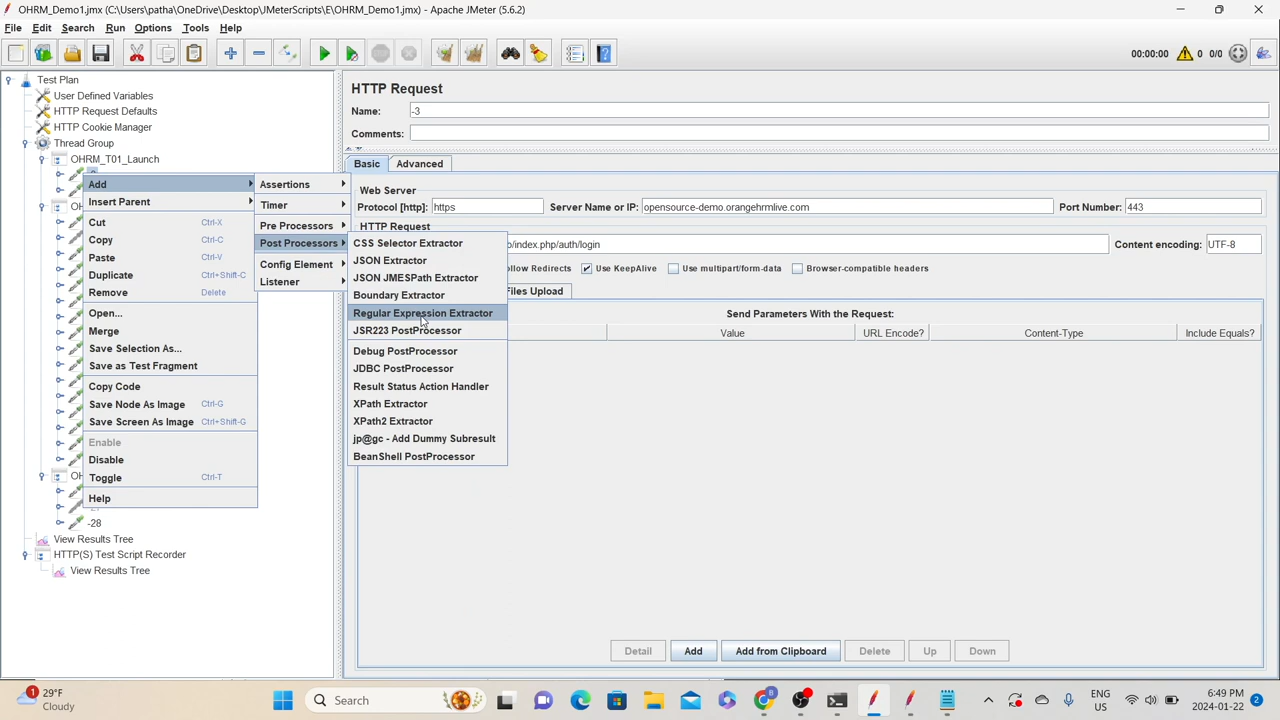 OHRM_Demo1.jmx (C:\Users\patha\OneDrive\Desktop\JMeterScripts\E\OHRM_Demo1.jmx) - Apache JMeter (5.6.2)
File Edit Search Run Options Tools Help
00:00:00 0 0/0
Test Plan
User Defined Variables
HTTP Request Defaults
HTTP Cookie Manager
Thread Group
OHRM_T01_Launch
OH
OH
-28
View Results Tree
HTTP(S) Test Script Recorder
View Results Tree
Add
Insert Parent
Cut Ctrl-X
Copy Ctrl-C
Paste Ctrl-V
Duplicate Ctrl+Shift-C
Remove Delete
Open...
Merge
Save Selection As...
Save as Test Fragment
Copy Code
Save Node As Image Ctrl-G
Save Screen As Image Ctrl+Shift-G
Enable
Disable
Toggle Ctrl-T
Help
Assertions
Timer
Pre Processors
Post Processors
Config Element
Listener
CSS Selector Extractor
JSON Extractor
JSON JMESPath Extractor
Boundary Extractor
Regular Expression Extractor
JSR223 PostProcessor
Debug PostProcessor
JDBC PostProcessor
Result Status Action Handler
XPath Extractor
XPath2 Extractor
jp@gc - Add Dummy Subresult
BeanShell PostProcessor
HTTP Request
Name: -3
Comments:
Basic Advanced
Web Server
Protocol [http]: https Server Name or IP: opensource-demo.orangehrmlive.com Port Number: 443
HTTP Request
b/index.php/auth/login Content encoding: UTF-8
ollow Redirects Use KeepAlive Use multipart/form-data Browser-compatible headers
Files Upload
Send Parameters With the Request:
Value URL Encode? Content-Type Include Equals?
Detail Add Add from Clipboard Delete Up Down
1 29°F
Cloudy
Search
8
ENG
US
6:49 PM
2024-01-22
2